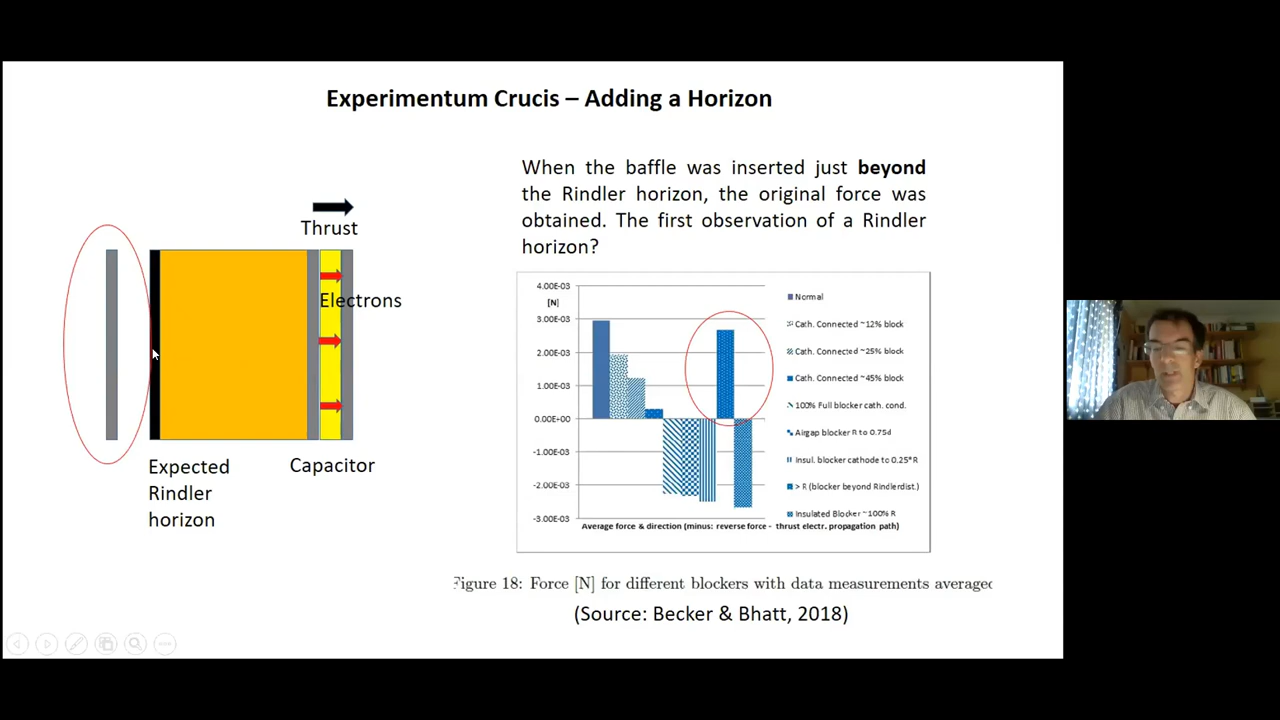 Experimentum Crucis – Adding a Horizon
When the baffle was inserted just beyond
the Rindler horizon, the original force was
obtained. The first observation of a Rindler
horizon?
Thrust
Electrons
Expected
Rindler
horizon
Capacitor
4.00E-03
[N]
3.00E-03
2.00E-03
1.00E-03
0.00E+00
-1.00E-03
-2.00E-03
-3.00E-03
Normal
Cath. Connected ~12% block
Cath. Connected ~25% block
Cath. Connected ~45% block
100% Full blocker cath. cond.
Airgap blocker R to 0.75d
Insul. blocker cathode to 0.25*R
> R (blocker beyond Rindlerdist.)
Insulated Blocker ~100% R
Average force & direction (minus: reverse force - thrust electr. propagation path)
Figure 18: Force [N] for different blockers with data measurements averaged
(Source: Becker & Bhatt, 2018)